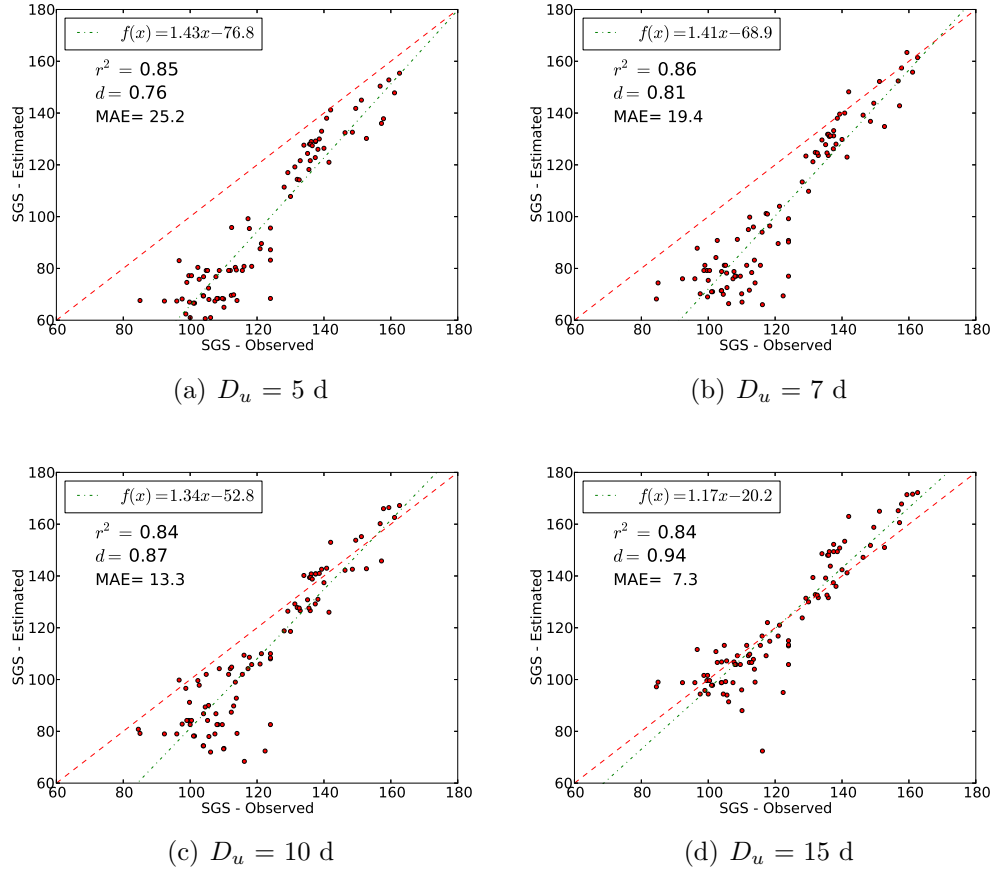 180
160
140
120
100
80
60
SGS - Estimated
f(x)=1.43x−76.8
r² = 0.85
d = 0.76
MAE= 25.2
60 80 100 120 140 160 180
SGS - Observed
(a) Dᵤ = 5 d
180
160
140
120
100
80
60
SGS - Estimated
f(x)=1.41x−68.9
r² = 0.86
d = 0.81
MAE= 19.4
60 80 100 120 140 160 180
SGS - Observed
(b) Dᵤ = 7 d
180
160
140
120
100
80
60
SGS - Estimated
f(x)=1.34x−52.8
r² = 0.84
d = 0.87
MAE= 13.3
60 80 100 120 140 160 180
SGS - Observed
(c) Dᵤ = 10 d
180
160
140
120
100
80
60
SGS - Estimated
f(x)=1.17x−20.2
r² = 0.84
d = 0.94
MAE= 7.3
60 80 100 120 140 160 180
SGS - Observed
(d) Dᵤ = 15 d